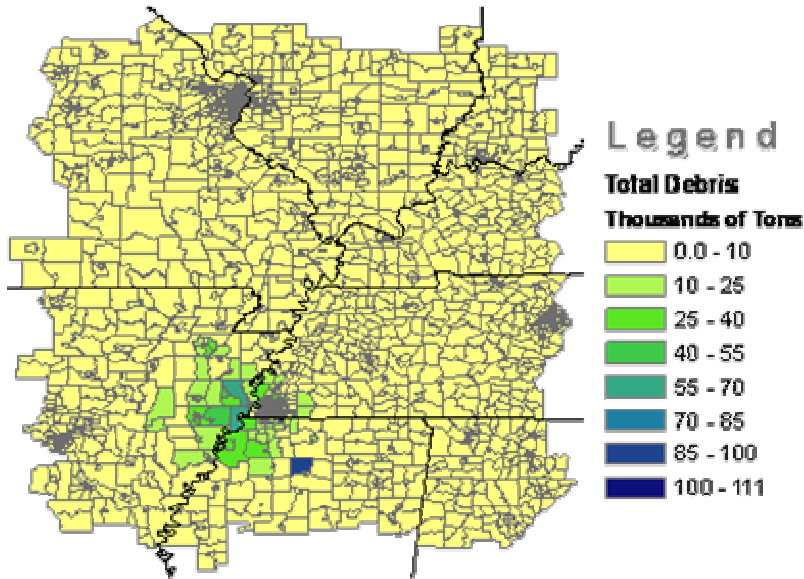 Legend
Total Debris
Thousands of Tons
0.0 - 10
10 - 25
25 - 40
40 - 55
55 - 70
70 - 85
85 - 100
100 - 111